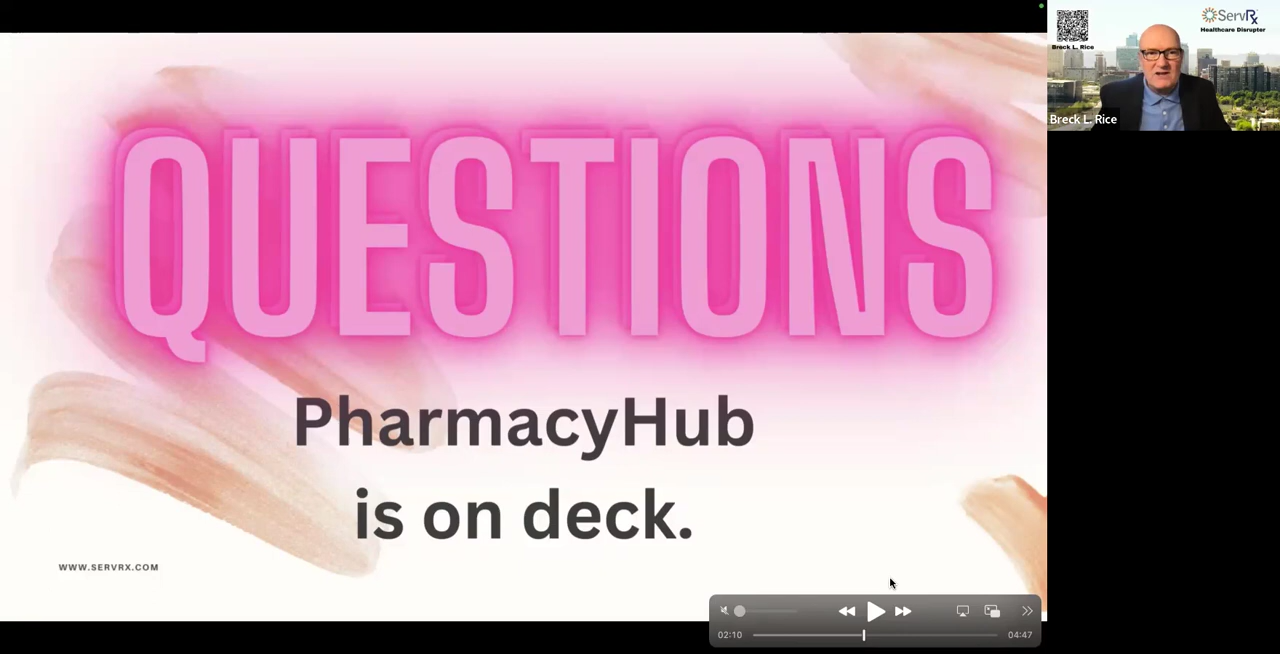 QUESTIONS
PharmacyHub
is on deck.
WWW.SERVRX.COM
Breck L. Rice
ServRx
Healthcare Disrupter
Breck L. Rice
02:10
04:47